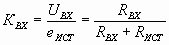 K_ВХ = U_ВХ / e_ИСТ = R_ВХ / (R_ВХ + R_ИСТ)